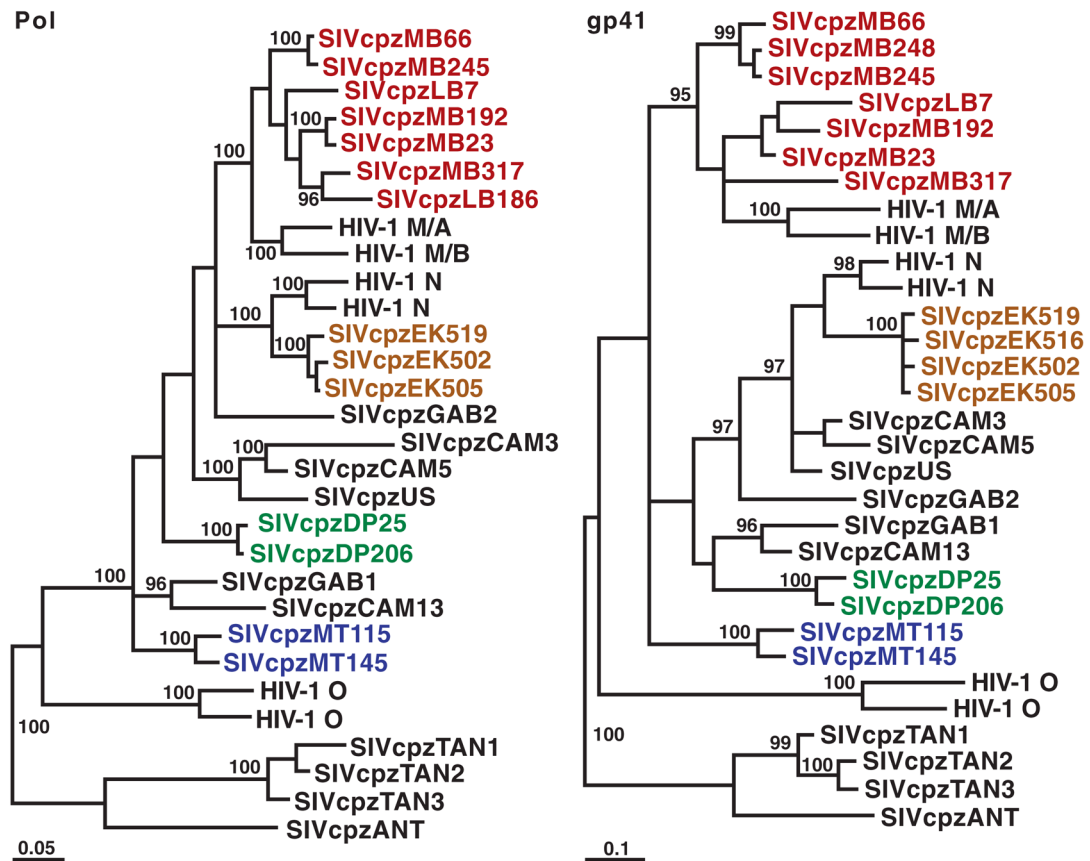 Pol
100
SIVcpzMB66
SIVcpzMB245
SIVcpzLB7
100
SIVcpzMB192
SIVcpzMB23
100
SIVcpzMB317
96
SIVcpzLB186
HIV-1 M/A
100
HIV-1 M/B
100
HIV-1 N
HIV-1 N
100
SIVcpzEK519
100
SIVcpzEK502
SIVcpzEK505
SIVcpzGAB2
100
SIVcpzCAM3
100
SIVcpzCAM5
SIVcpzUS
100
SIVcpzDP25
SIVcpzDP206
100
96
SIVcpzGAB1
SIVcpzCAM13
100
SIVcpzMT115
SIVcpzMT145
100
HIV-1 O
HIV-1 O
100
100
SIVcpzTAN1
SIVcpzTAN2
SIVcpzTAN3
SIVcpzANT
0.05
gp41
99
SIVcpzMB66
SIVcpzMB248
SIVcpzMB245
95
SIVcpzLB7
SIVcpzMB192
SIVcpzMB23
SIVcpzMB317
100
HIV-1 M/A
HIV-1 M/B
98
HIV-1 N
HIV-1 N
100
SIVcpzEK519
SIVcpzEK516
SIVcpzEK502
SIVcpzEK505
97
SIVcpzCAM3
SIVcpzCAM5
97
SIVcpzUS
SIVcpzGAB2
96
SIVcpzGAB1
SIVcpzCAM13
100
SIVcpzDP25
SIVcpzDP206
100
SIVcpzMT115
SIVcpzMT145
100
HIV-1 O
HIV-1 O
100
99
SIVcpzTAN1
100
SIVcpzTAN2
SIVcpzTAN3
SIVcpzANT
0.1